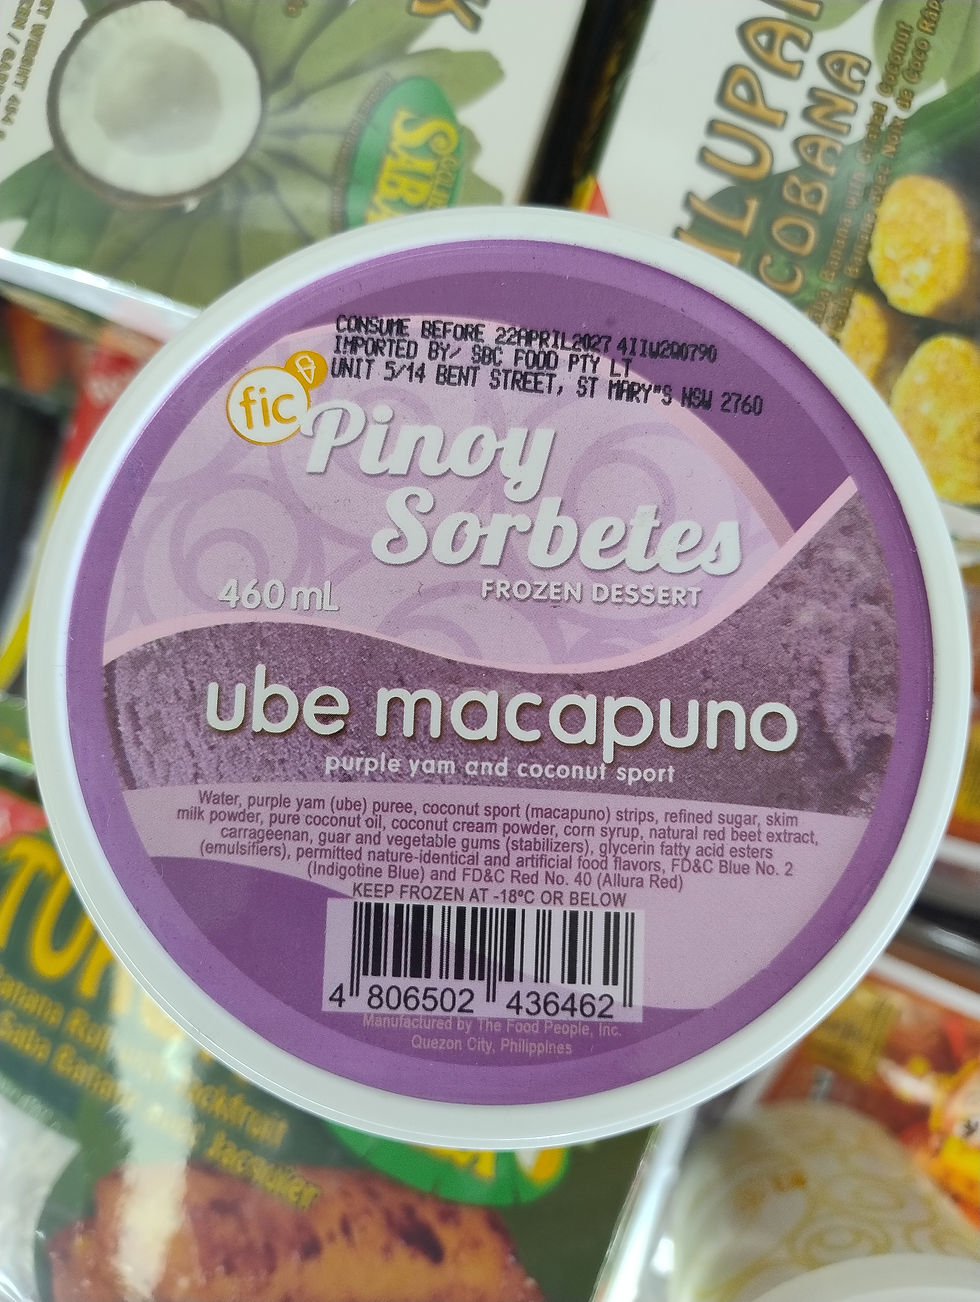 COBANA
CONSUME BEFORE 22APRIL2027 411W200790
IMPORTED BY/ SBC FOOD PTY LT
UNIT 5/14 BENT STREET, ST MARY"S NSW 2760
fic
Pinoy
Sorbetes
460mL
FROZEN DESSERT
ube macapuno
purple yam and coconut sport
Water, purple yam (ube) puree, coconut sport (macapuno) strips, refined sugar, skim
milk powder, pure coconut oil, coconut cream powder, corn syrup, natural red beet extract,
carrageenan, guar and vegetable gums (stabilizers), glycerin fatty acid esters
(emulsifiers), permitted nature-identical and artificial food flavors, FD&C Blue No. 2
(Indigotine Blue) and FD&C Red No. 40 (Allura Red)
KEEP FROZEN AT -18ºC OR BELOW
4 806502 436462
Manufactured by The Food People, Inc.
Quezon City, Philippines